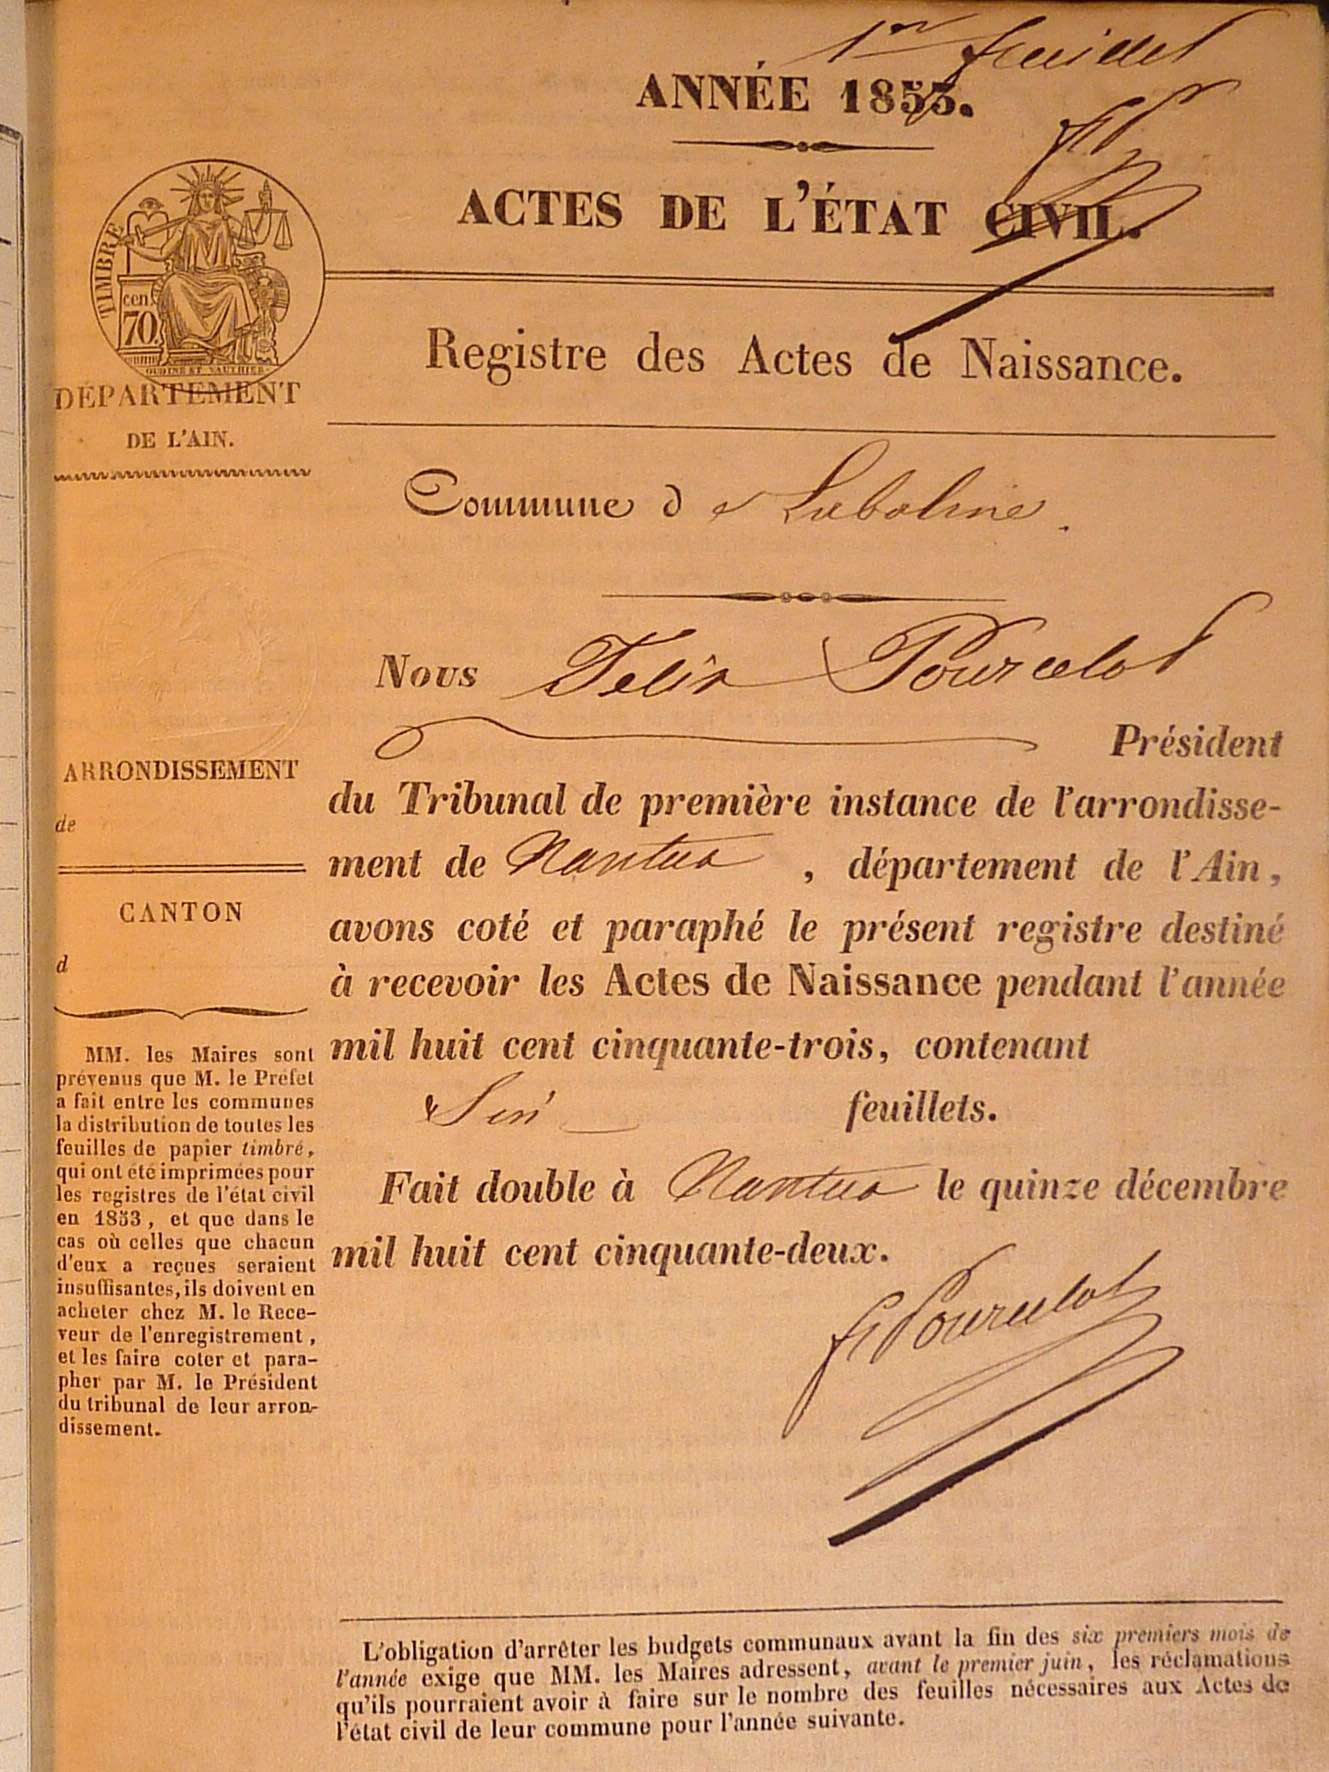 1er feuillet
ANNÉE 1853.
ACTES DE L'ÉTAT CIVIL.
TIMBRE
cen.
70.
OUDINE ET GAUTHIER
DÉPARTEMENT
DE L'AIN.
Registre des Actes de Naissance.
Commune de
Nous Felix Pourcelot
Président
du Tribunal de première instance de l'arrondisse-
ment de Nantua , département de l'Ain,
avons coté et paraphé le présent registre destiné
à recevoir les Actes de Naissance pendant l'année
mil huit cent cinquante-trois, contenant
Six feuillets.
Fait double à Nantua le quinze décembre
mil huit cent cinquante-deux.
F Pourcelot
ARRONDISSEMENT
de
CANTON
d
MM. les Maires sont
prévenus que M. le Préfet
a fait entre les communes
la distribution de toutes les
feuilles de papier timbré,
qui ont été imprimées pour
les registres de l'état civil
en 1853, et que dans le
cas où celles que chacun
d'eux a reçues seraient
insuffisantes, ils doivent en
acheter chez M. le Rece-
veur de l'enregistrement,
et les faire coter et para-
pher par M. le Président
du tribunal de leur arron-
dissement.
L'obligation d'arrêter les budgets communaux avant la fin des six premiers mois de
l'année exige que MM. les Maires adressent, avant le premier juin, les réclamations
qu'ils pourraient avoir à faire sur le nombre des feuilles nécessaires aux Actes de
l'état civil de leur commune pour l'année suivante.